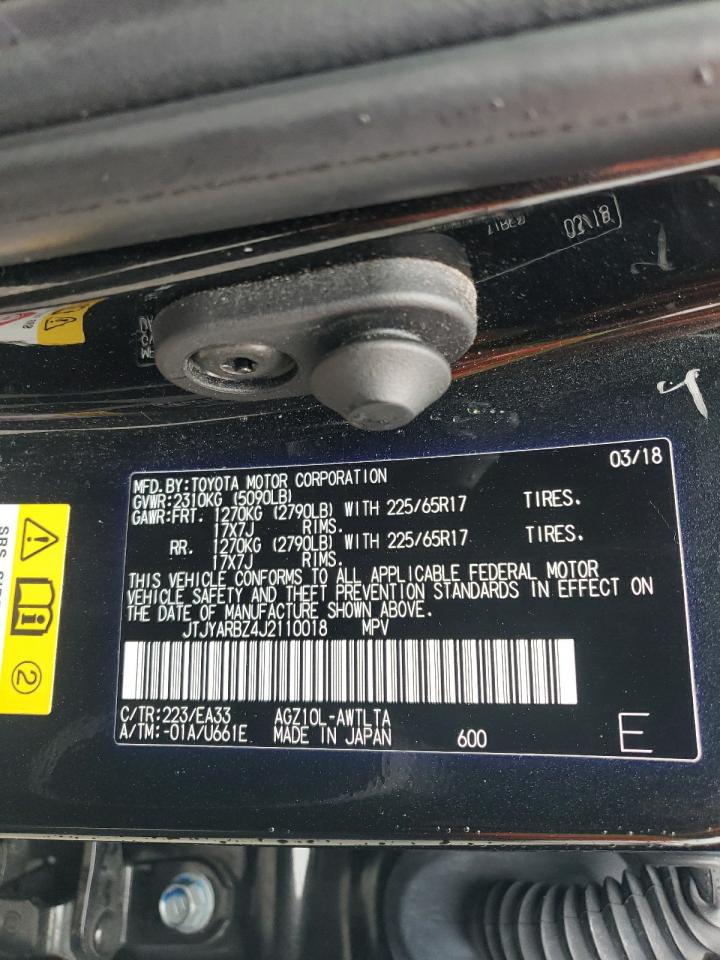 03/18
MFD.BY:TOYOTA MOTOR CORPORATION
GVWR:2310KG (5090LB)
GAWR:FRT. 1270KG (2790LB) WITH 225/65R17 TIRES.
17X7J RIMS.
RR. 1270KG (2790LB) WITH 225/65R17 TIRES.
17X7J RIMS.
THIS VEHICLE CONFORMS TO ALL APPLICABLE FEDERAL MOTOR
VEHICLE SAFETY AND THEFT PREVENTION STANDARDS IN EFFECT ON
THE DATE OF MANUFACTURE SHOWN ABOVE.
JTJYARBZ4J2110018 MPV
C/TR:223/EA33 AGZ10L-AWTLTA
A/TM:-01A/U661E MADE IN JAPAN 600 E
2